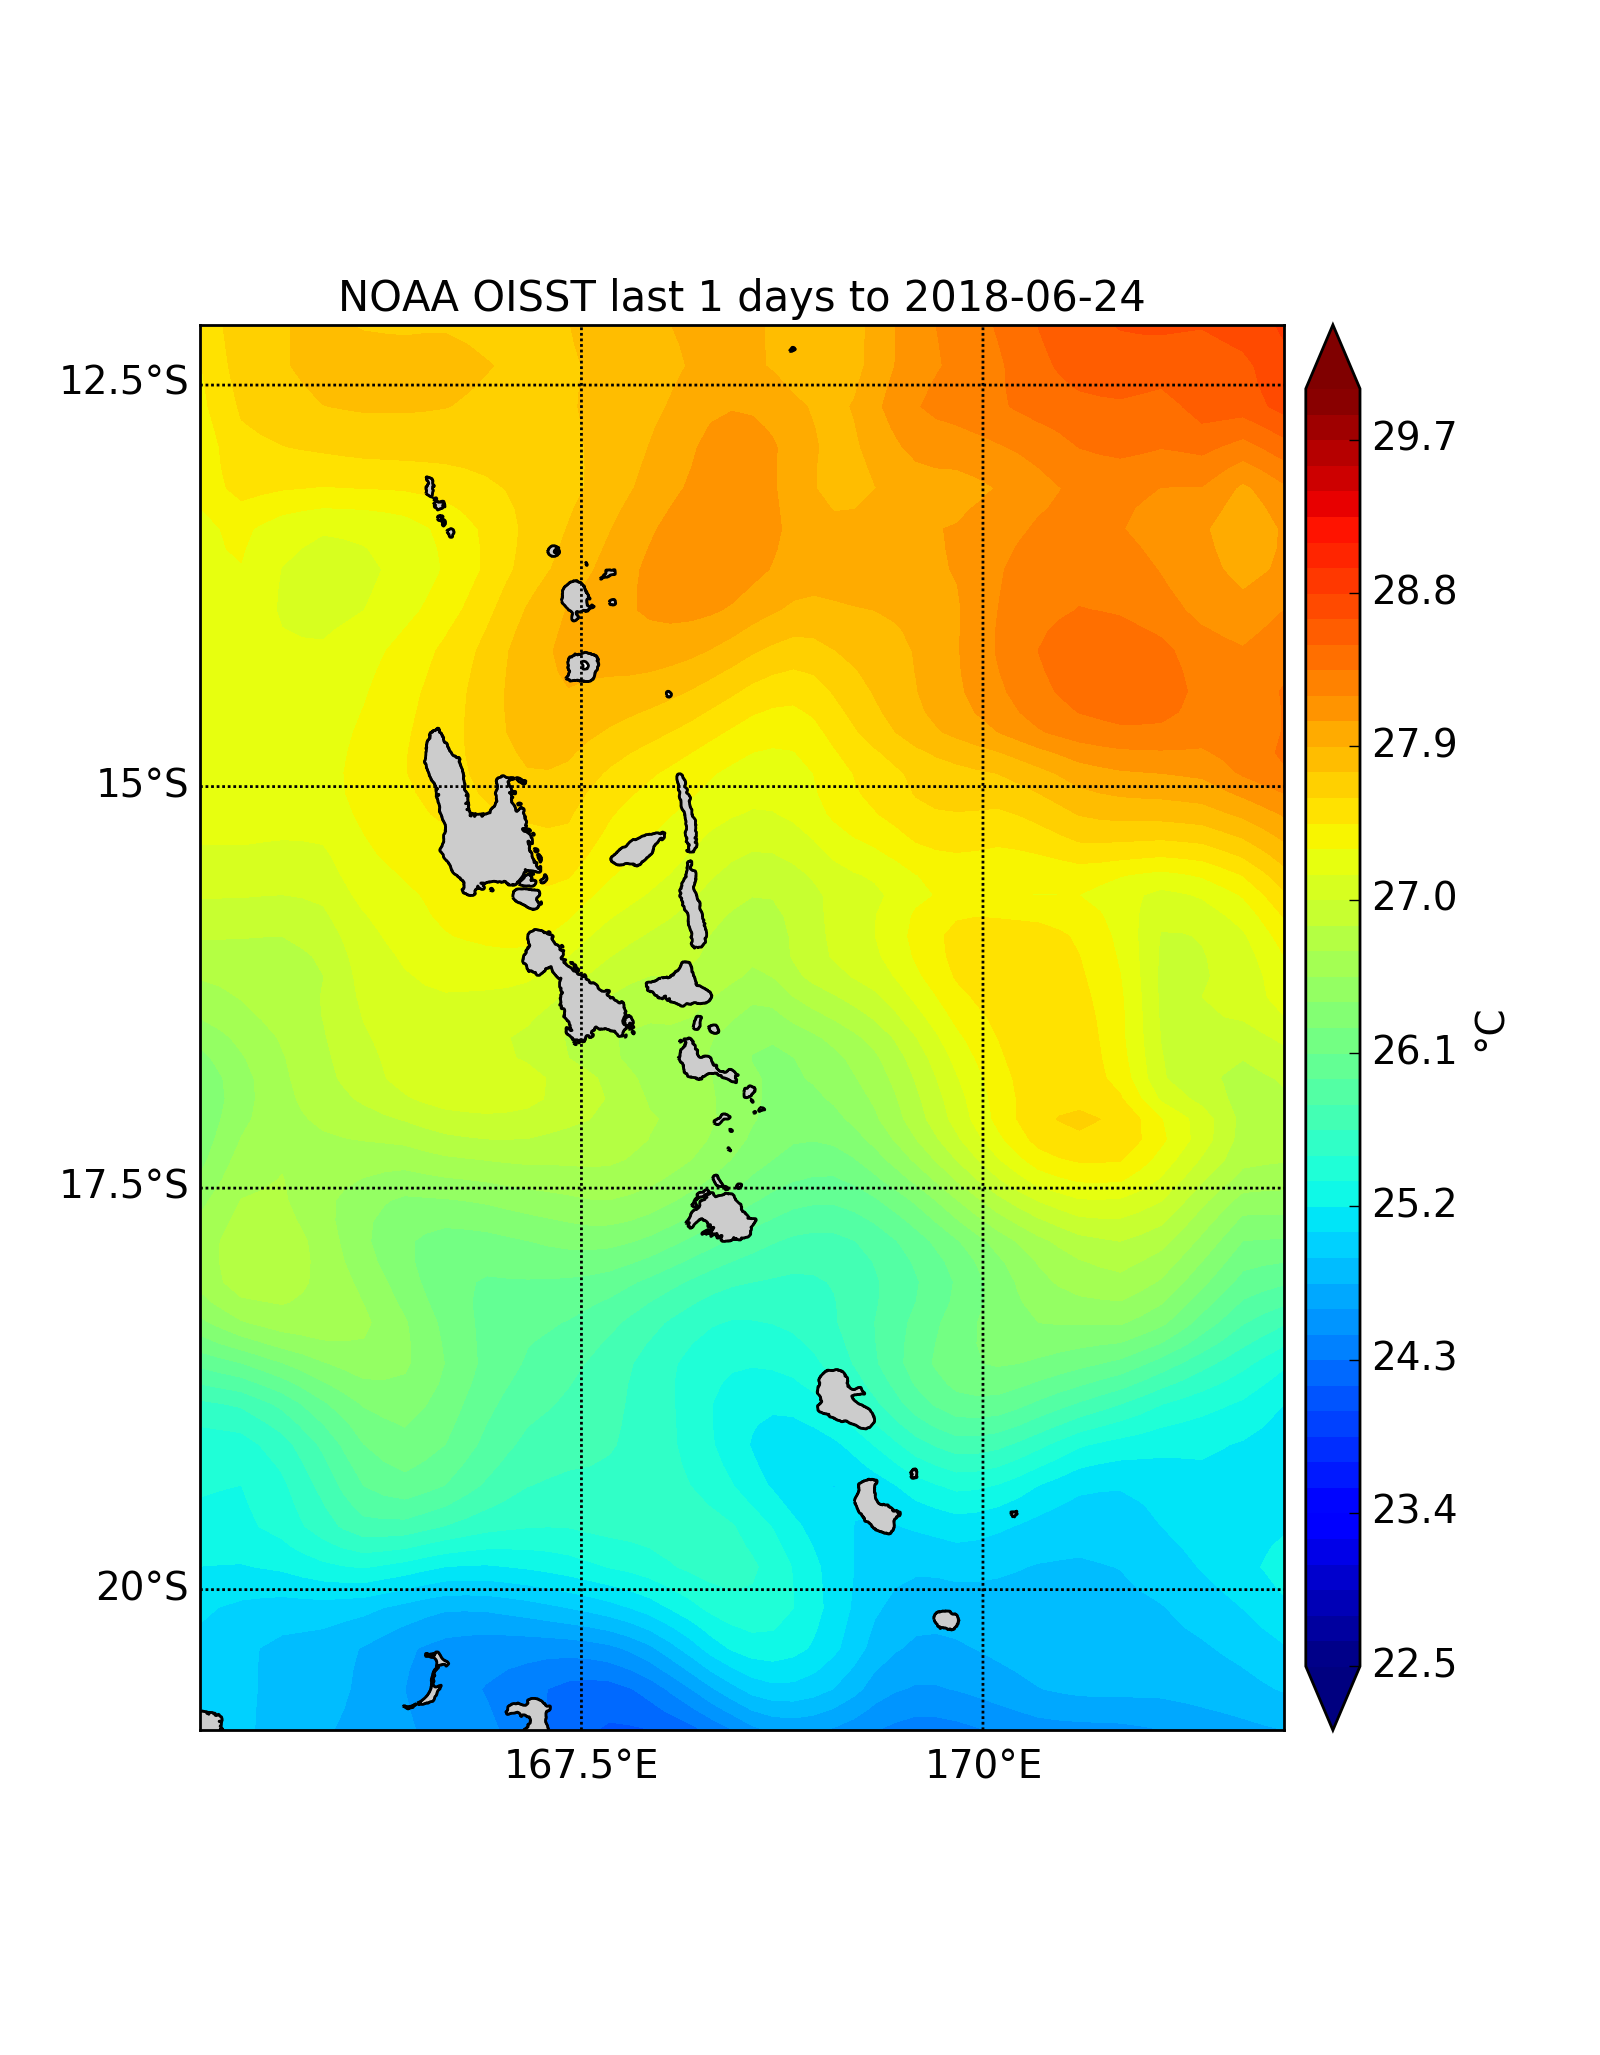 NOAA OISST last 1 days to 2018-06-24
12.5°S
15°S
17.5°S
20°S
167.5°E
170°E
29.7
28.8
27.9
27.0
26.1
25.2
24.3
23.4
22.5
°C